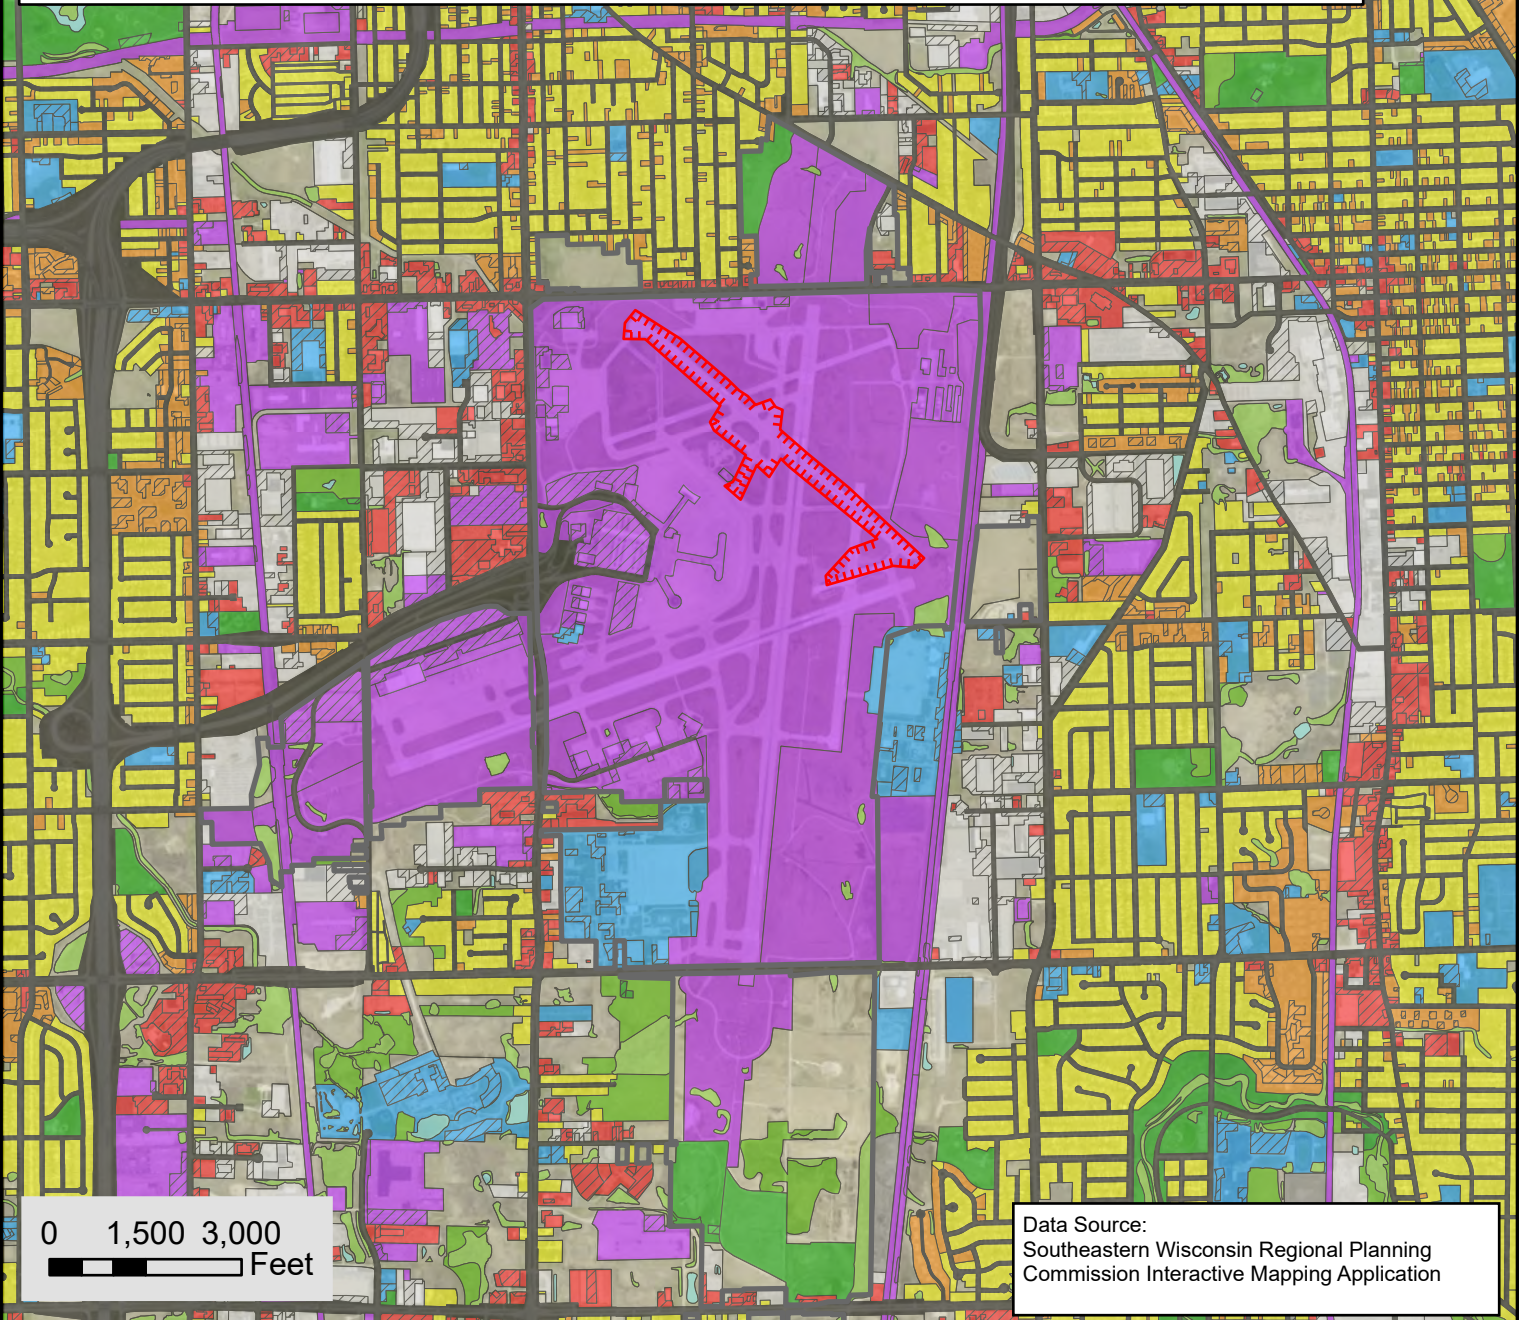 0 1,500 3,000
Feet
Data Source:
Southeastern Wisconsin Regional Planning
Commission Interactive Mapping Application